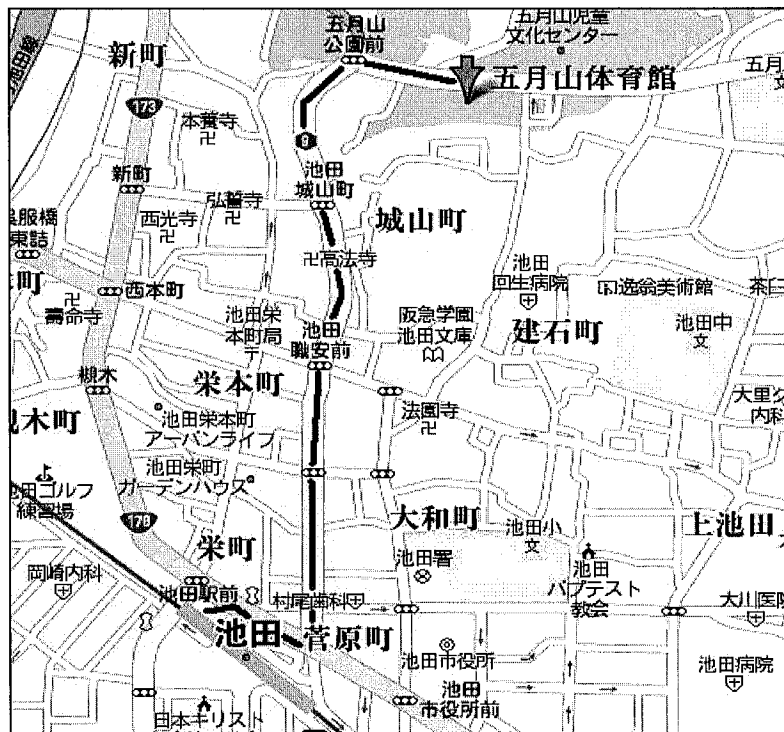 五月山
公園前
五月山児童
文化センター
新町
五月山体育館
173
本養寺
9
池田
城山町
新町
弘誓寺
西光寺
城山町
呉服橋
東詰
高法寺
西本町
壽命寺
池田
回生病院
逸翁美術館
池田中
池田栄
本町局
池田
職安前
阪急学園
池田文庫
建石町
槻木
栄本町
法園寺
池田栄本町
アーバンライフ
池田栄町
ガーデンハウス
池田ゴルフ
練習場
大和町
池田小
上池田
栄町
池田署
池田
バプテスト
教会
岡崎内科
池田駅前
村尾歯科
大川医院
池田
菅原町
池田市役所
池田
市役所前
池田病院
日本キリスト